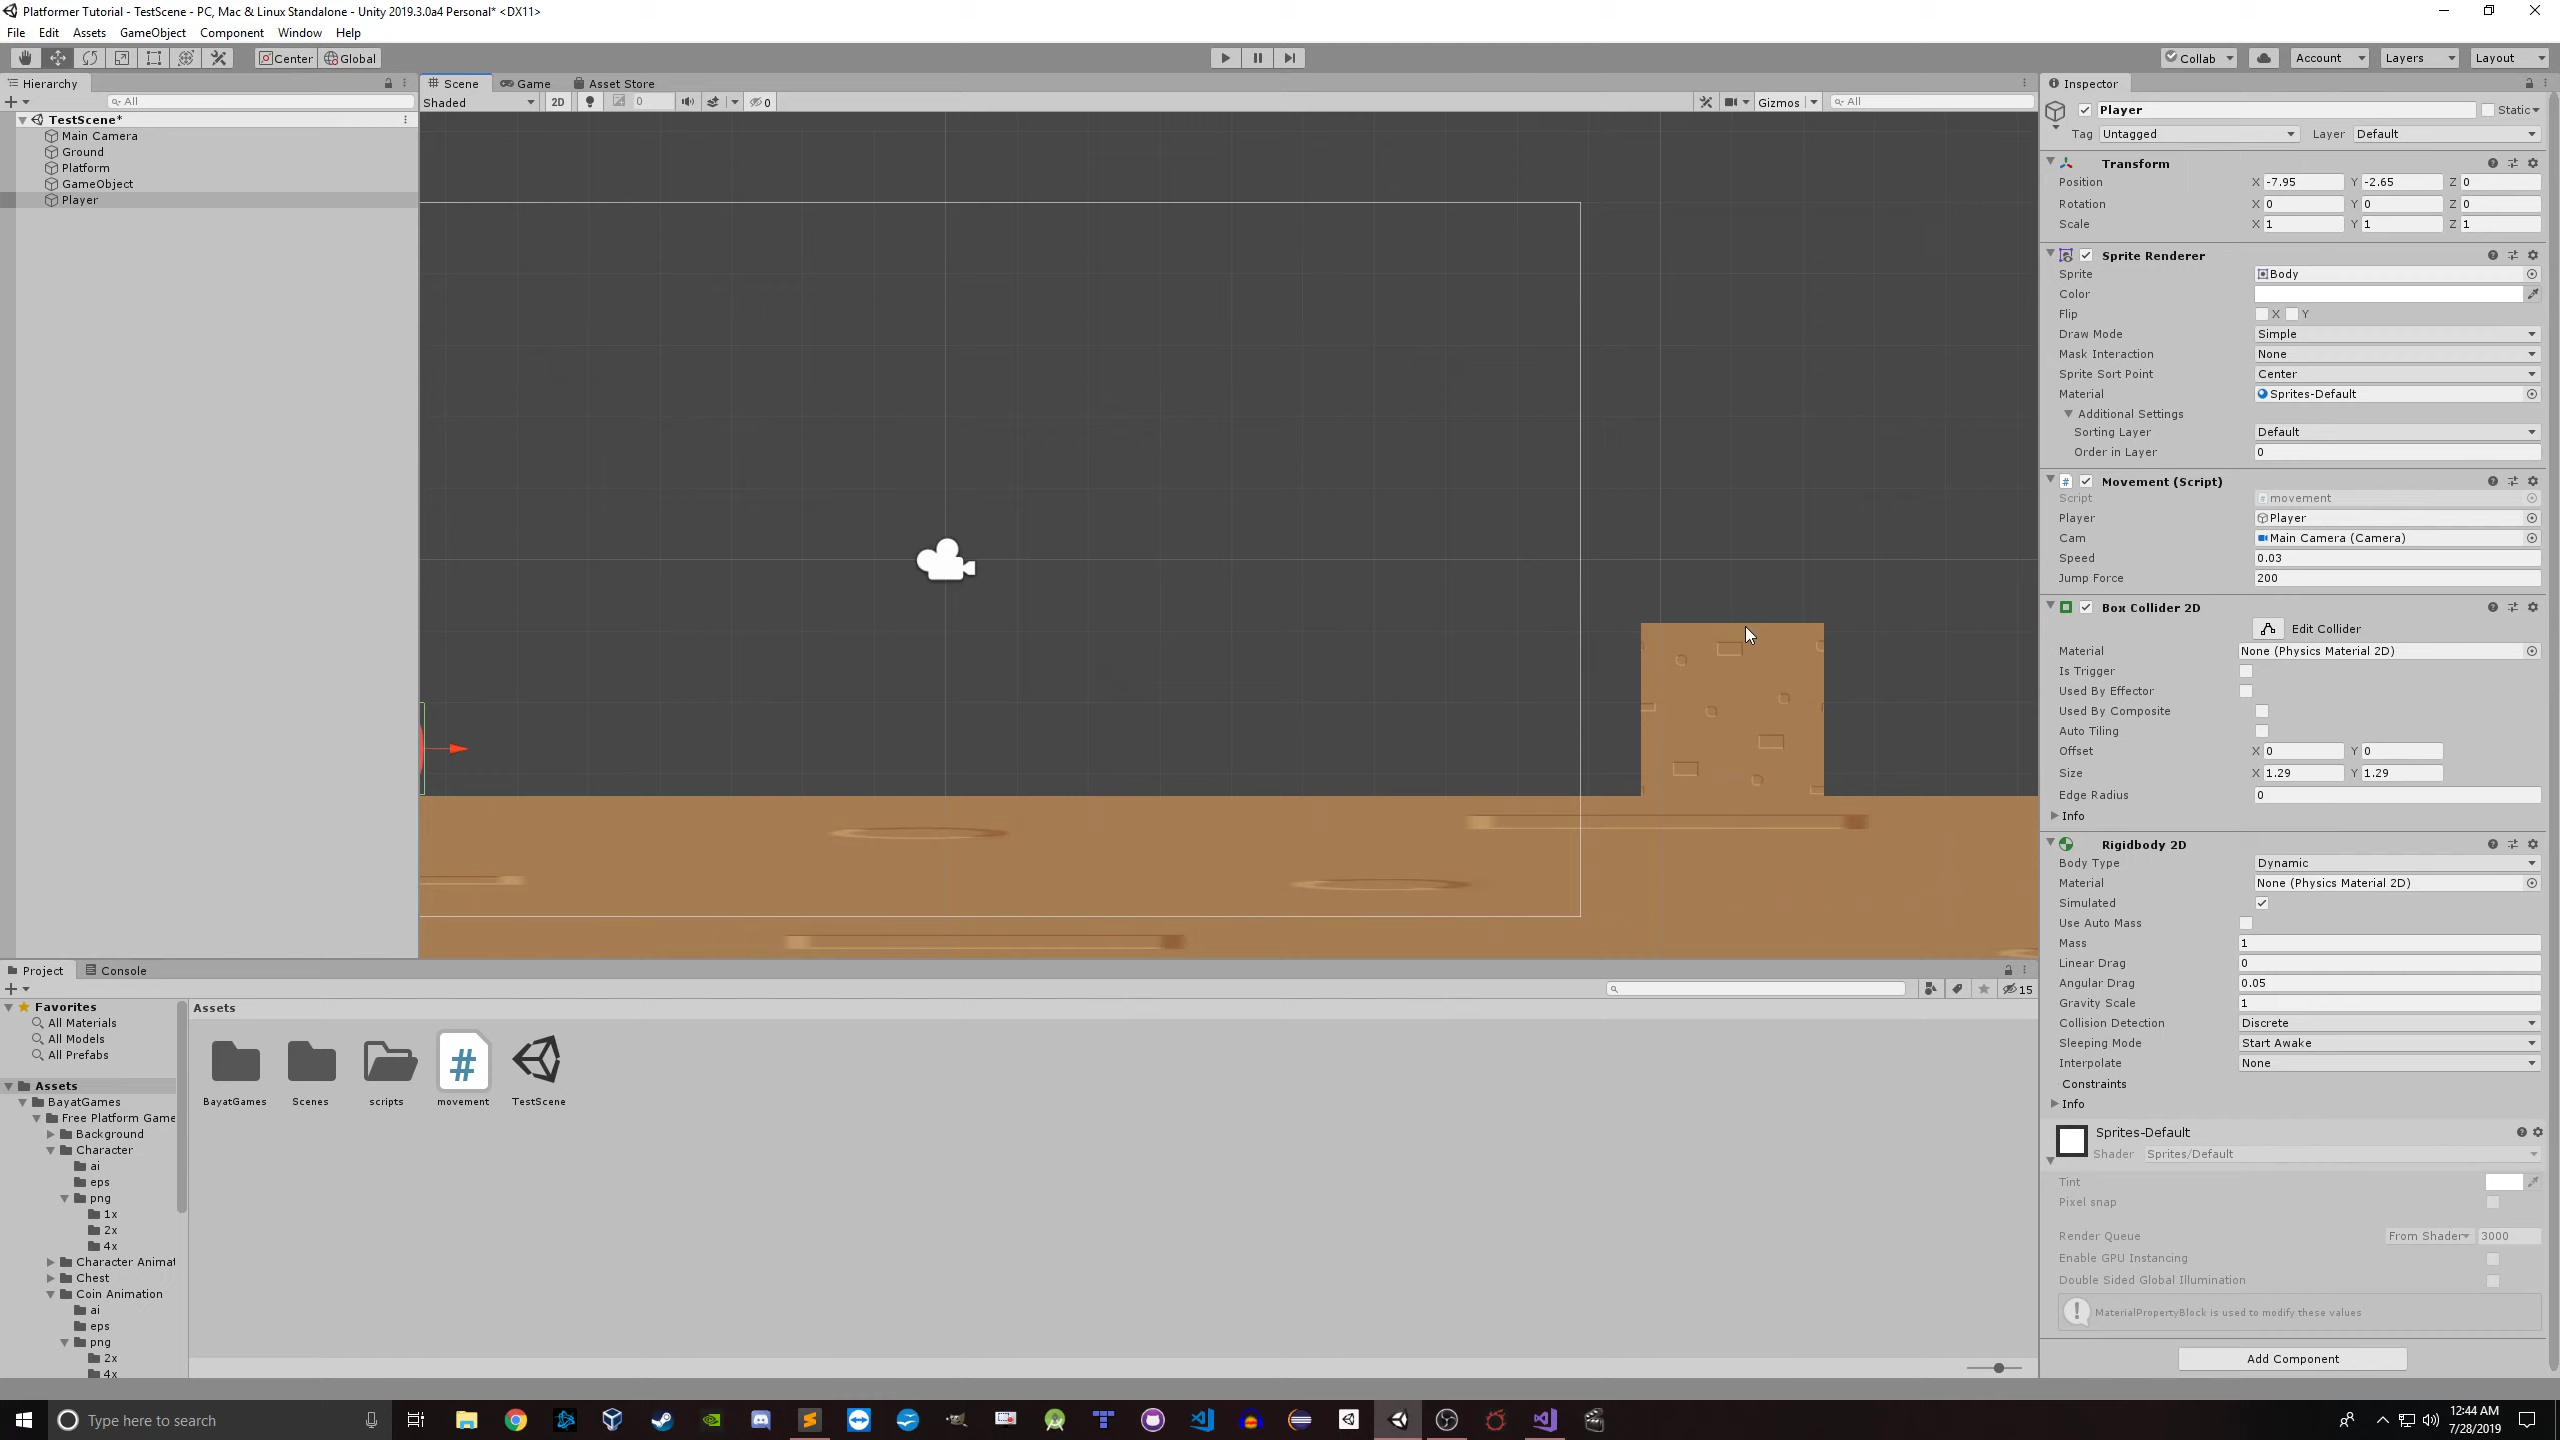 Platformer Tutorial - TestScene - PC, Mac & Linux Standalone - Unity 2019.3.0a4 Personal* <DX11>
File Edit Assets GameObject Component Window Help
Center Global Collab Account Layers Layout
Hierarchy
All
TestScene*
Main Camera
Ground
Platform
GameObject
Player
Scene Game Asset Store
Shaded 2D 0 0 Gizmos All
Inspector
Player Static
Tag Untagged Layer Default
Transform
Position X -7.95 Y -2.65 Z 0
Rotation X 0 Y 0 Z 0
Scale X 1 Y 1 Z 1
Sprite Renderer
Sprite Body
Color
Flip X Y
Draw Mode Simple
Mask Interaction None
Sprite Sort Point Center
Material Sprites-Default
Additional Settings
Sorting Layer Default
Order in Layer 0
# Movement (Script)
Script # movement
Player Player
Cam Main Camera (Camera)
Speed 0.03
Jump Force 200
Box Collider 2D
Edit Collider
Material None (Physics Material 2D)
Is Trigger
Used By Effector
Used By Composite
Auto Tiling
Offset X 0 Y 0
Size X 1.29 Y 1.29
Edge Radius 0
Info
Rigidbody 2D
Body Type Dynamic
Material None (Physics Material 2D)
Simulated
Use Auto Mass
Mass 1
Linear Drag 0
Angular Drag 0.05
Gravity Scale 1
Collision Detection Discrete
Sleeping Mode Start Awake
Interpolate None
Constraints
Info
Sprites-Default
Shader Sprites/Default
Tint
Pixel snap
Render Queue From Shader 3000
Enable GPU Instancing
Double Sided Global Illumination
MaterialPropertyBlock is used to modify these values
Add Component
Project Console
15
Favorites
All Materials
All Models
All Prefabs
Assets
BayatGames
Free Platform Game
Background
Character
ai
eps
png
1x
2x
4x
Character Animat
Chest
Coin Animation
ai
eps
png
2x
4x
Assets
#
BayatGames Scenes scripts movement TestScene
Type here to search
12:44 AM
7/28/2019